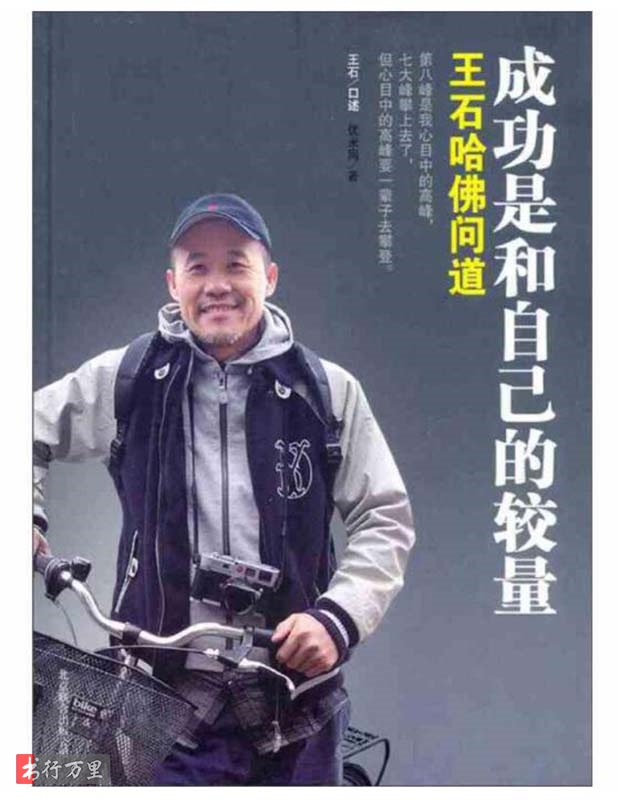 成功是和自己的较量
王石哈佛问道
第八峰是我心目中的高峰，
七大峰攀上去了，
但心目中的高峰要一辈子去攀登。
王石/口述 优米网/著
bike
书行万里